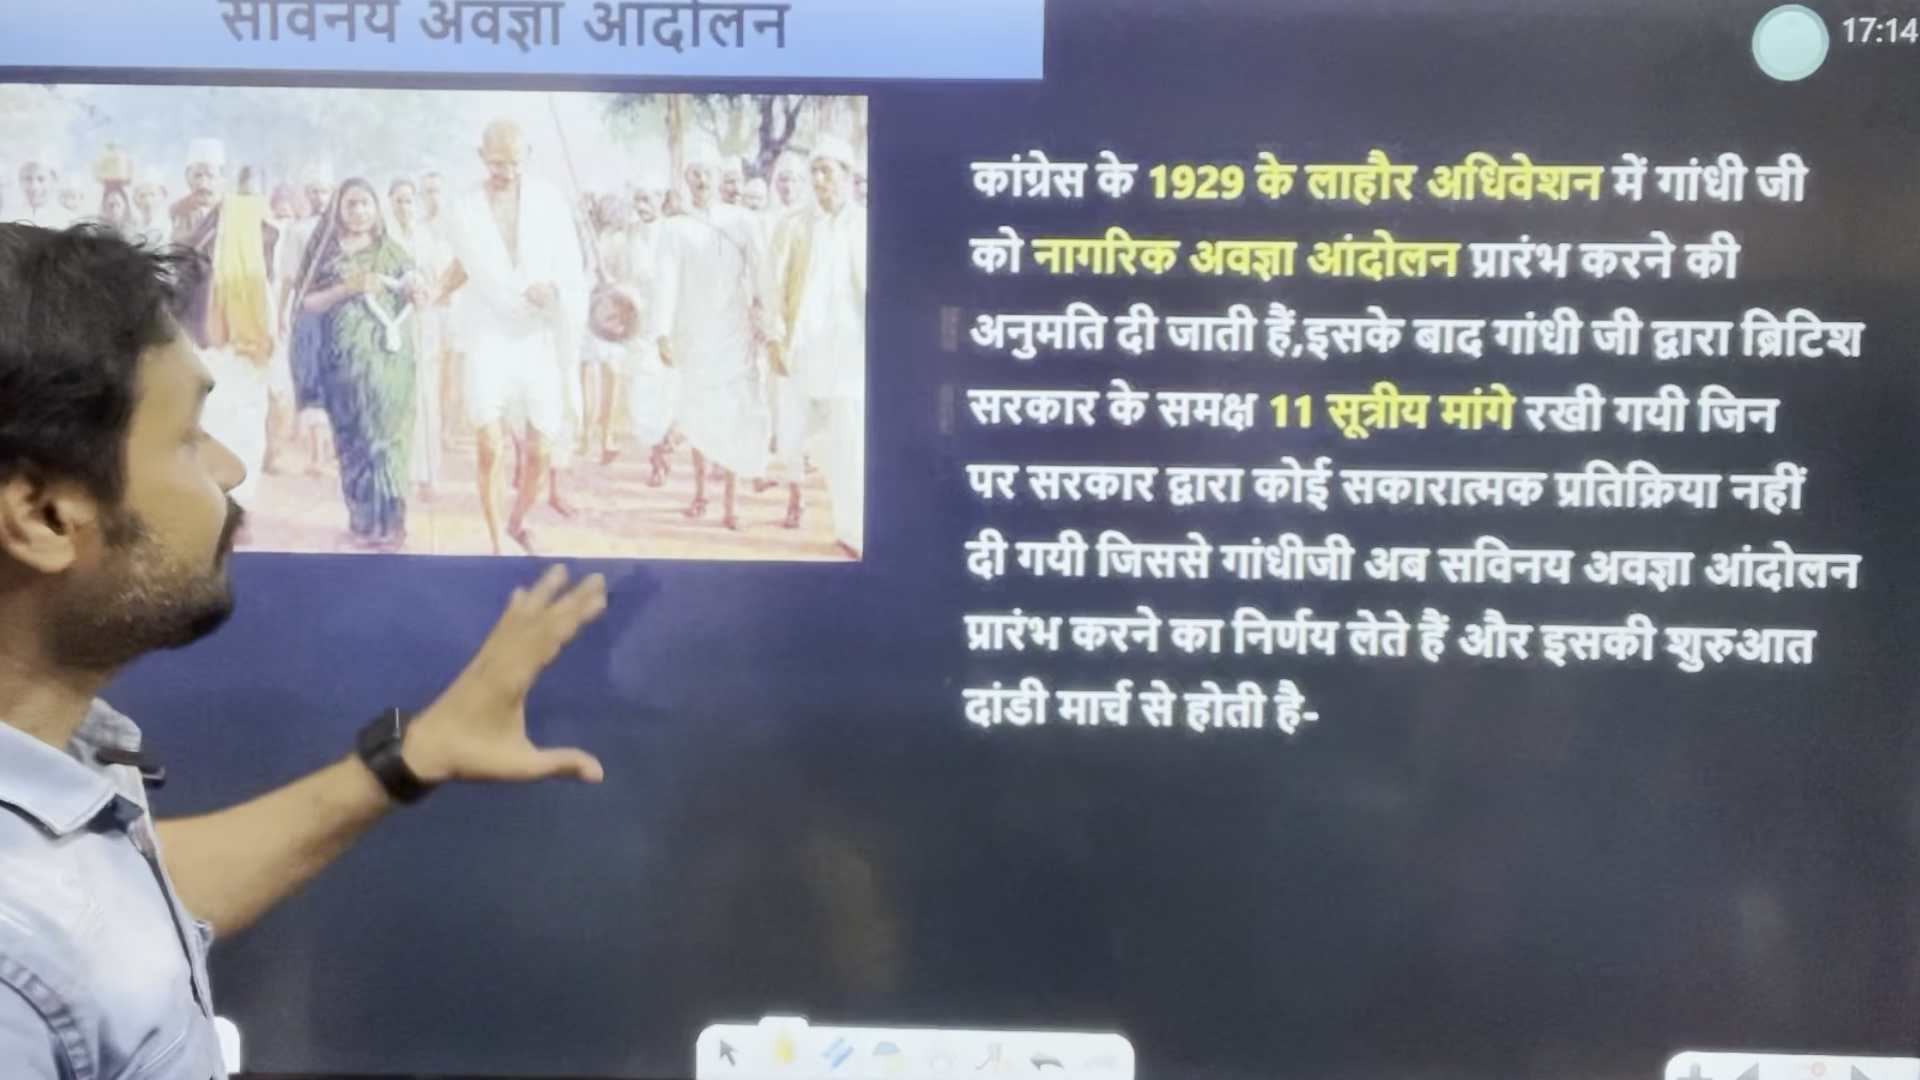 सविनय अवज्ञा आंदोलन
17:14
कांग्रेस के 1929 के लाहौर अधिवेशन में गांधी जी
को नागरिक अवज्ञा आंदोलन प्रारंभ करने की
अनुमति दी जाती हैं,इसके बाद गांधी जी द्वारा ब्रिटिश
सरकार के समक्ष 11 सूत्रीय मांगे रखी गयी जिन
पर सरकार द्वारा कोई सकारात्मक प्रतिक्रिया नहीं
दी गयी जिससे गांधीजी अब सविनय अवज्ञा आंदोलन
प्रारंभ करने का निर्णय लेते हैं और इसकी शुरुआत
दांडी मार्च से होती है-